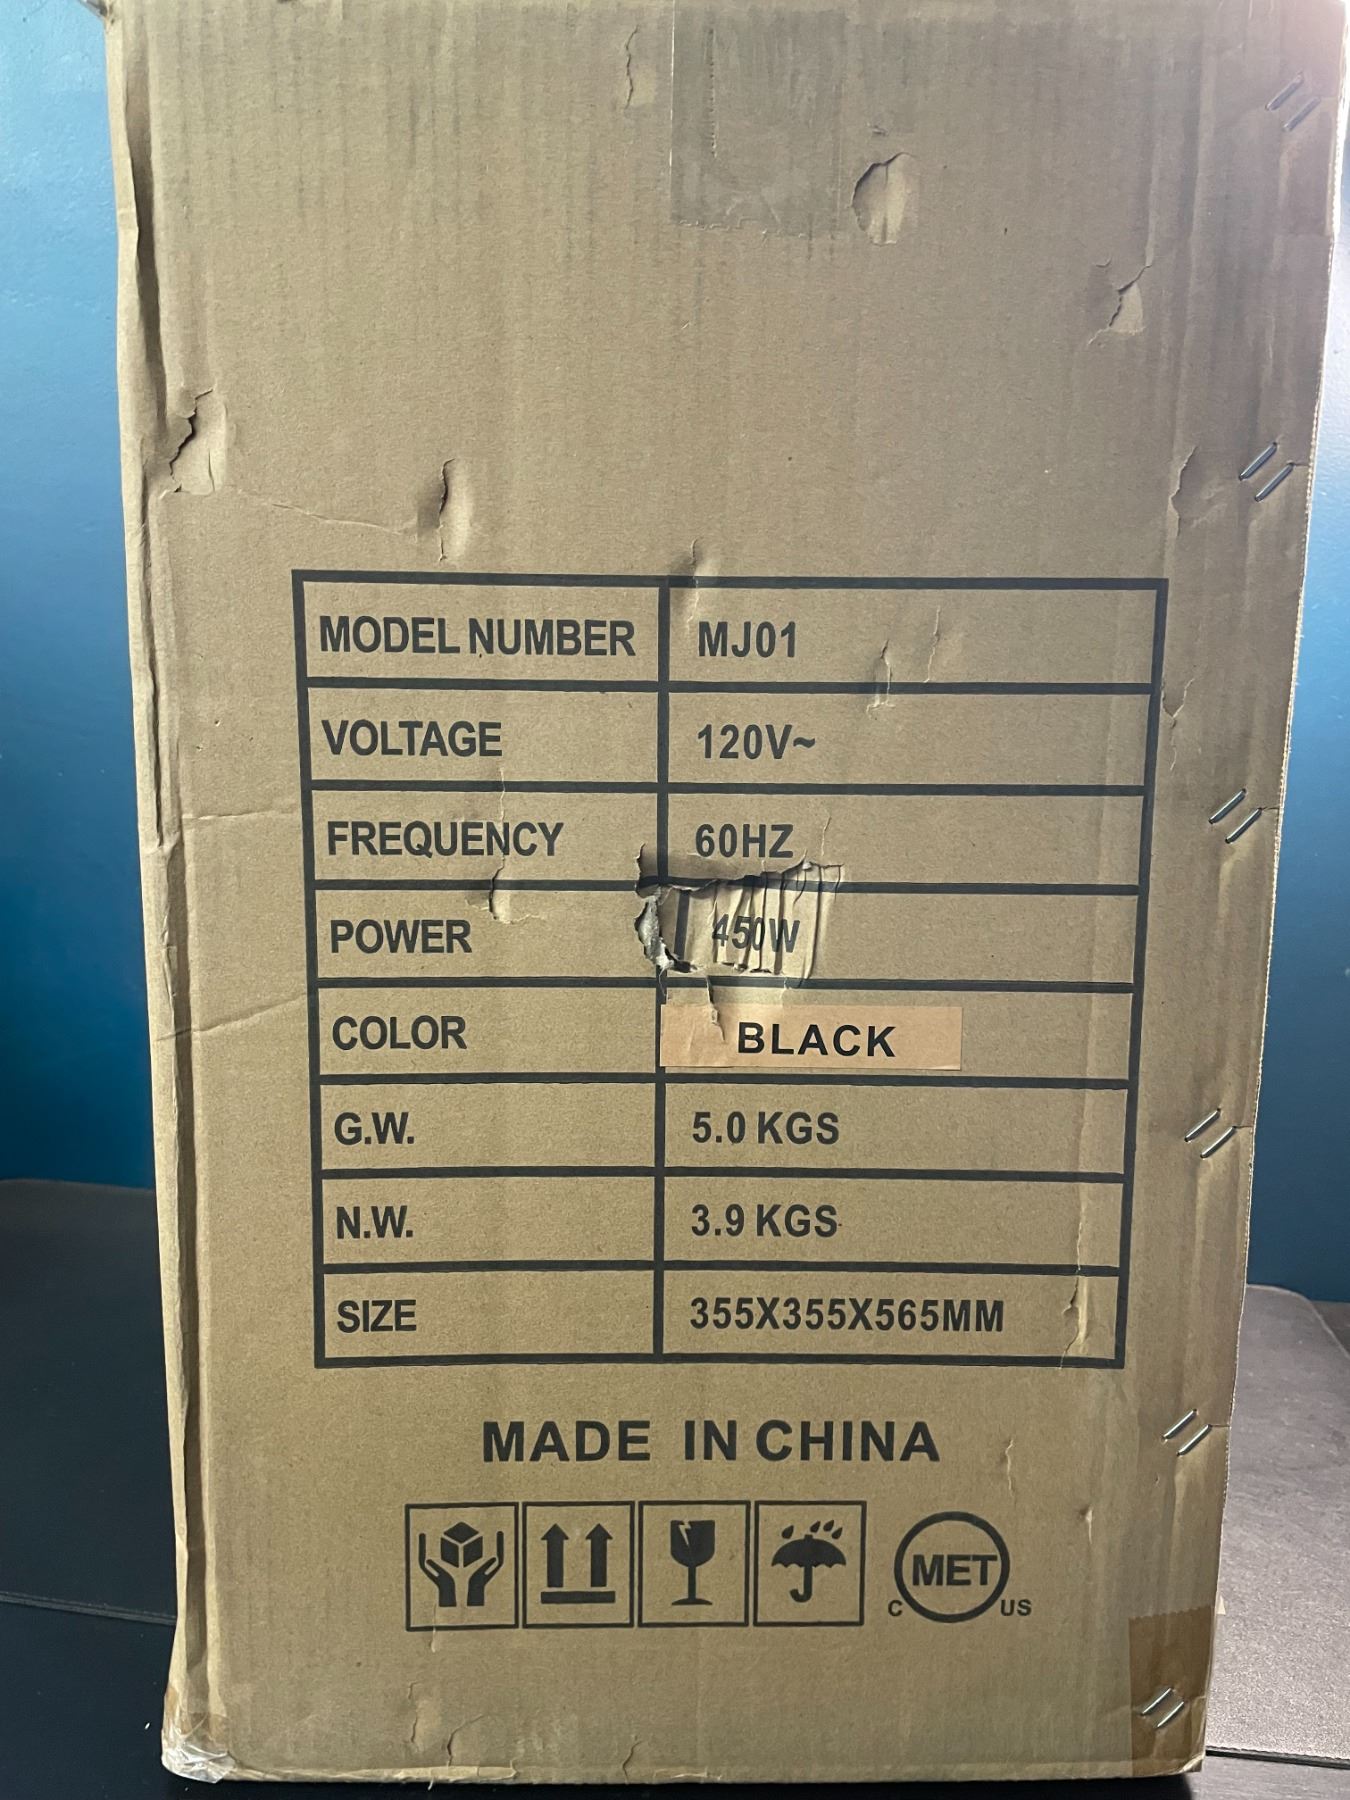 MODEL NUMBER MJ01
VOLTAGE 120V~
FREQUENCY 60HZ
POWER 450W
COLOR BLACK
G.W. 5.0 KGS
N.W. 3.9 KGS
SIZE 355X355X565MM
MADE IN CHINA
MET
C US